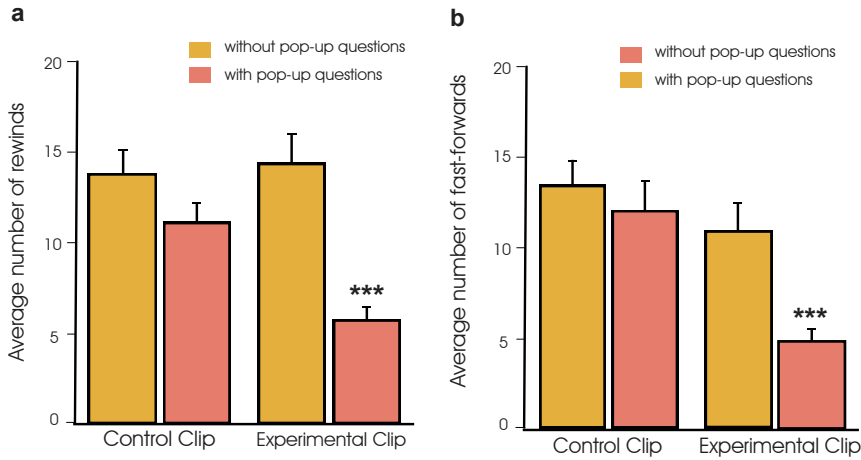 a
without pop-up questions
with pop-up questions
Average number of rewinds
20
15
10
5
0
***
Control Clip
Experimental Clip
b
without pop-up questions
with pop-up questions
Average number of fast-forwards
20
15
10
5
0
***
Control Clip
Experimental Clip